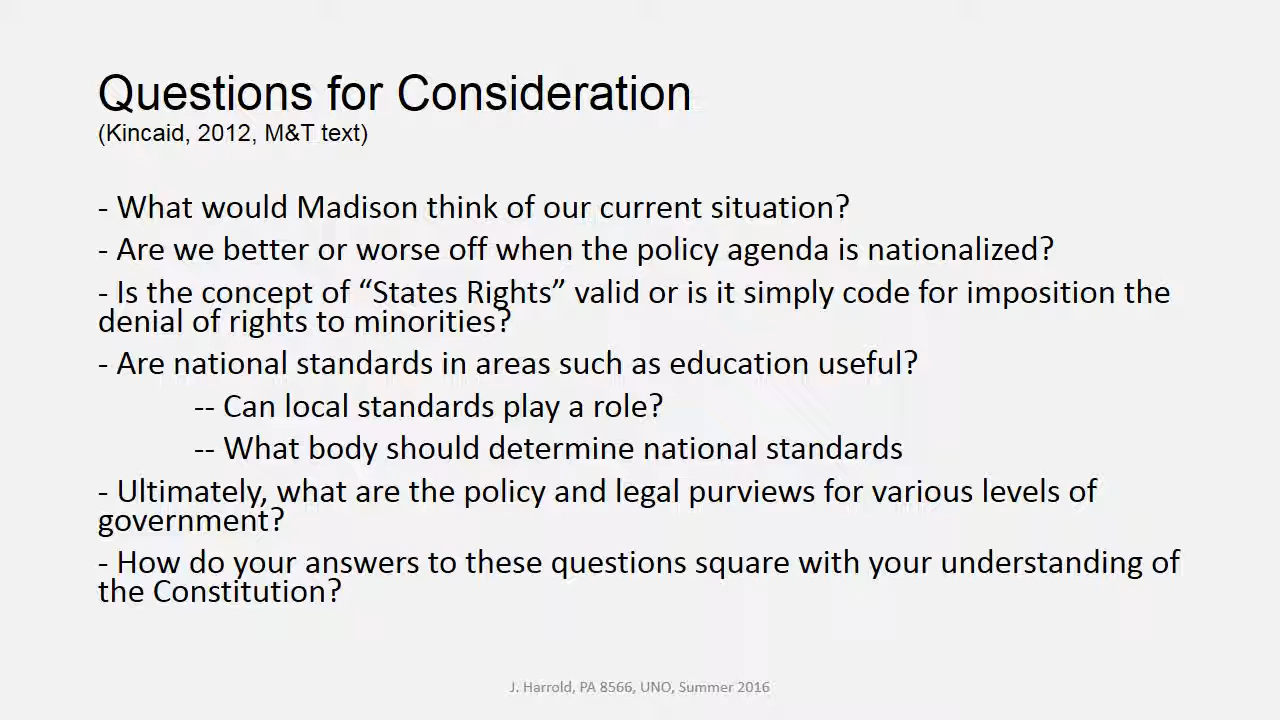 Questions for Consideration
(Kincaid, 2012, M&T text)
- What would Madison think of our current situation?
- Are we better or worse off when the policy agenda is nationalized?
- Is the concept of “States Rights” valid or is it simply code for imposition the
denial of rights to minorities?
- Are national standards in areas such as education useful?
-- Can local standards play a role?
-- What body should determine national standards
- Ultimately, what are the policy and legal purviews for various levels of
government?
- How do your answers to these questions square with your understanding of
the Constitution?
J. Harrold, PA 8566, UNO, Summer 2016